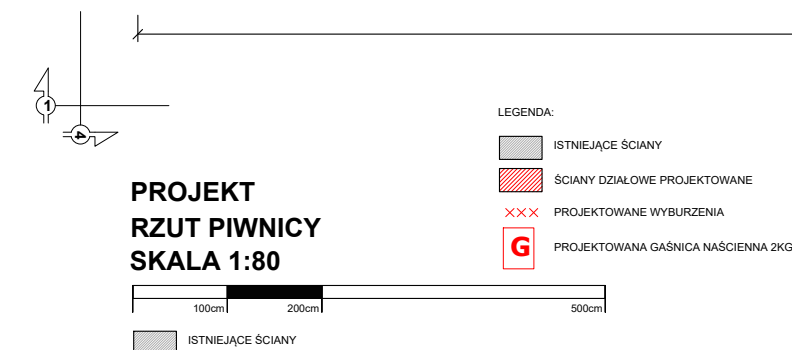 1
4
LEGENDA:
ISTNIEJĄCE ŚCIANY
ŚCIANY DZIAŁOWE PROJEKTOWANE
PROJEKTOWANE WYBURZENIA
G PROJEKTOWANA GAŚNICA NAŚCIENNA 2KG
PROJEKT
RZUT PIWNICY
SKALA 1:80
100cm 200cm 500cm
ISTNIEJĄCE ŚCIANY